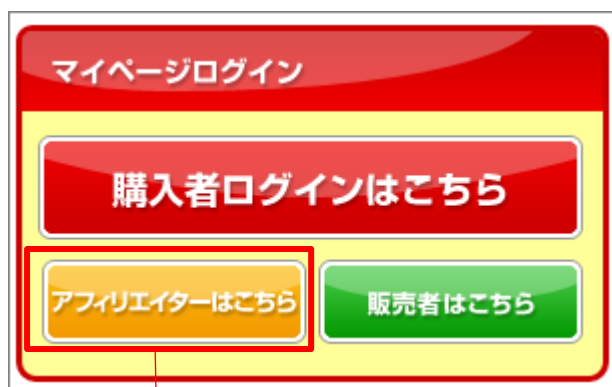 マイページログイン
購入者ログインはこちら
アフィリエイターはこちら
販売者はこちら